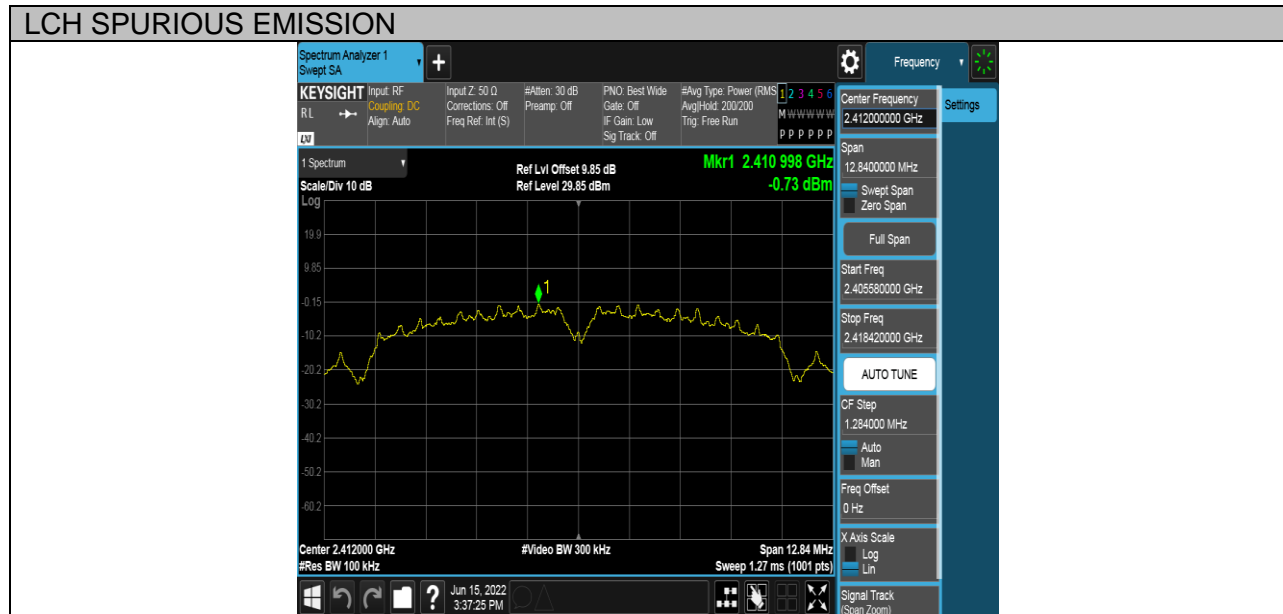 LCH SPURIOUS EMISSION
Spectrum Analyzer 1
Swept SA
+
Frequency
KEYSIGHT
RL
LXI
Input: RF
Coupling: DC
Align: Auto
Input Z: 50 Ω
Corrections: Off
Freq Ref: Int (S)
#Atten: 30 dB
Preamp: Off
PNO: Best Wide
Gate: Off
IF Gain: Low
Sig Track: Off
#Avg Type: Power (RMS
Avg|Hold: 200/200
Trig: Free Run
1 2 3 4 5 6
M W W W W W
P P P P P P
1 Spectrum
Scale/Div 10 dB
Log
Ref Lvl Offset 9.85 dB
Ref Level 29.85 dBm
Mkr1 2.410 998 GHz
-0.73 dBm
19.9
9.85
-0.15
-10.2
-20.2
-30.2
-40.2
-50.2
-60.2
1
Center 2.412000 GHz
#Res BW 100 kHz
#Video BW 300 kHz
Span 12.84 MHz
Sweep 1.27 ms (1001 pts)
Center Frequency
2.412000000 GHz
Settings
Span
12.8400000 MHz
Swept Span
Zero Span
Full Span
Start Freq
2.405580000 GHz
Stop Freq
2.418420000 GHz
AUTO TUNE
CF Step
1.284000 MHz
Auto
Man
Freq Offset
0 Hz
X Axis Scale
Log
Lin
Signal Track
(Span Zoom)
?
Jun 15, 2022
3:37:25 PM